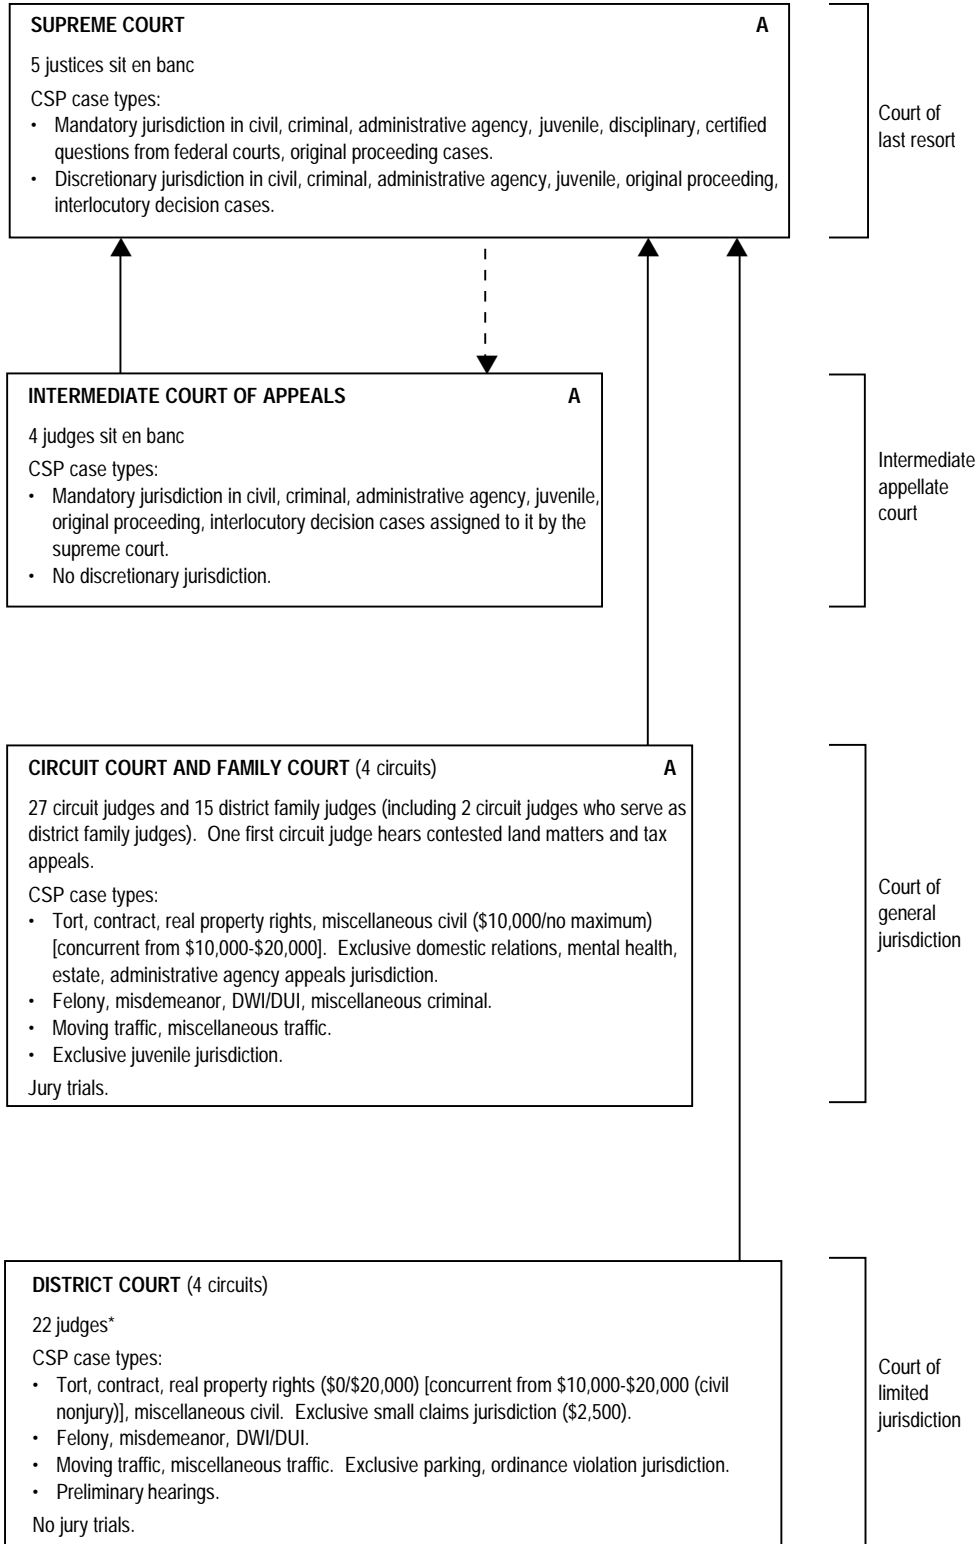 SUPREME COURT A
5 justices sit en banc
CSP case types:
• Mandatory jurisdiction in civil, criminal, administrative agency, juvenile, disciplinary, certified
questions from federal courts, original proceeding cases.
• Discretionary jurisdiction in civil, criminal, administrative agency, juvenile, original proceeding,
interlocutory decision cases.
Court of
last resort
INTERMEDIATE COURT OF APPEALS A
4 judges sit en banc
CSP case types:
• Mandatory jurisdiction in civil, criminal, administrative agency, juvenile,
original proceeding, interlocutory decision cases assigned to it by the
supreme court.
• No discretionary jurisdiction.
Intermediate
appellate
court
CIRCUIT COURT AND FAMILY COURT (4 circuits) A
27 circuit judges and 15 district family judges (including 2 circuit judges who serve as
district family judges). One first circuit judge hears contested land matters and tax
appeals.
CSP case types:
• Tort, contract, real property rights, miscellaneous civil ($10,000/no maximum)
[concurrent from $10,000-$20,000]. Exclusive domestic relations, mental health,
estate, administrative agency appeals jurisdiction.
• Felony, misdemeanor, DWI/DUI, miscellaneous criminal.
• Moving traffic, miscellaneous traffic.
• Exclusive juvenile jurisdiction.
Jury trials.
Court of
general
jurisdiction
DISTRICT COURT (4 circuits)
22 judges*
CSP case types:
• Tort, contract, real property rights ($0/$20,000) [concurrent from $10,000-$20,000 (civil
nonjury)], miscellaneous civil. Exclusive small claims jurisdiction ($2,500).
• Felony, misdemeanor, DWI/DUI.
• Moving traffic, miscellaneous traffic. Exclusive parking, ordinance violation jurisdiction.
• Preliminary hearings.
No jury trials.
Court of
limited
jurisdiction